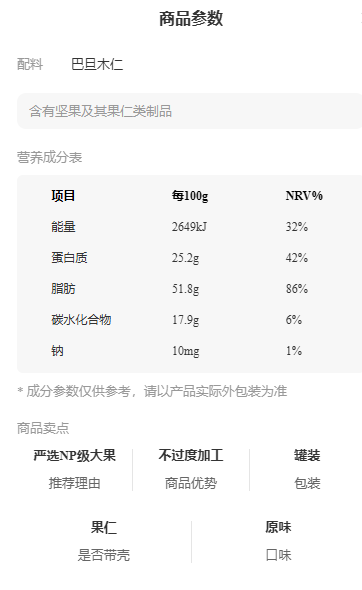 商品参数
配料 巴旦木仁
含有坚果及其果仁类制品
营养成分表
项目 每100g NRV%
能量 2649kJ 32%
蛋白质 25.2g 42%
脂肪 51.8g 86%
碳水化合物 17.9g 6%
钠 10mg 1%
* 成分参数仅供参考，请以产品实际外包装为准
商品卖点
严选NP级大果 不过度加工 罐装
推荐理由 商品优势 包装
果仁 原味
是否带壳 口味